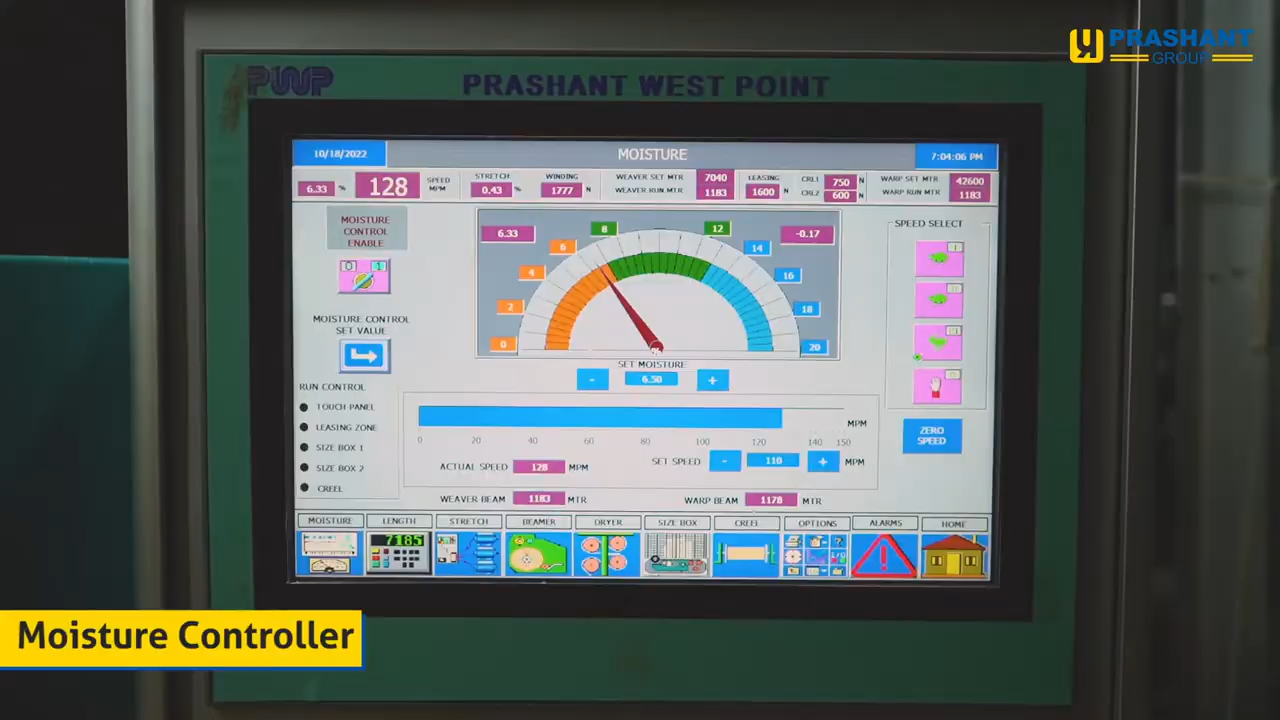 PRASHANT
GROUP
PWP
PRASHANT WEST POINT
10/18/2022
MOISTURE
7:04:06 PM
6.33 %
128
SPEED
MPM
STRETCH
0.43 %
WINDING
1777 N
WEAVER SET MTR 7040
WEAVER RUN MTR 1183
LEASING
1600 N
CRL1 750 N
CRL2 600 N
WARP SET MTR 42600
WARP RUN MTR 1183
MOISTURE
CONTROL
ENABLE
0 1
MOISTURE CONTROL
SET VALUE
6.33
-0.17
0
2
4
6
8
12
14
16
18
20
%
SET MOISTURE
- 6.50 +
SPEED SELECT
ZERO
SPEED
RUN CONTROL
TOUCH PANEL
LEASING ZONE
SIZE BOX 1
SIZE BOX 2
CREEL
MPM
0 20 40 60 80 100 120 140 150
ACTUAL SPEED 128 MPM
SET SPEED - 110 + MPM
WEAVER BEAM 1183 MTR
WARP BEAM 1178 MTR
MOISTURE LENGTH STRETCH BEAMER DRYER SIZE BOX CREEL OPTIONS ALARMS HOME
7185
Moisture Controller